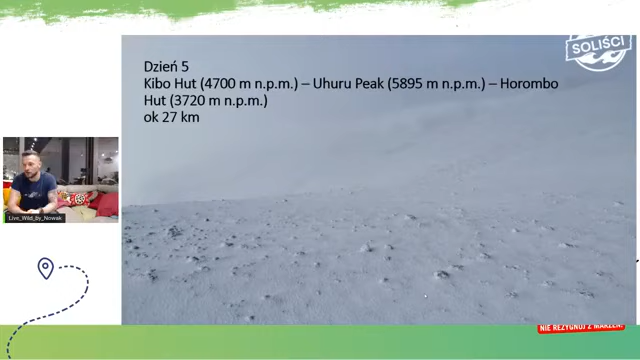 SOLIŚCI
Dzień 5
Kibo Hut (4700 m n.p.m.) – Uhuru Peak (5895 m n.p.m.) – Horombo
Hut (3720 m n.p.m.)
ok 27 km
Live_Wild_by_Nowak
NIE REZYGNUJ Z MARZEŃ!